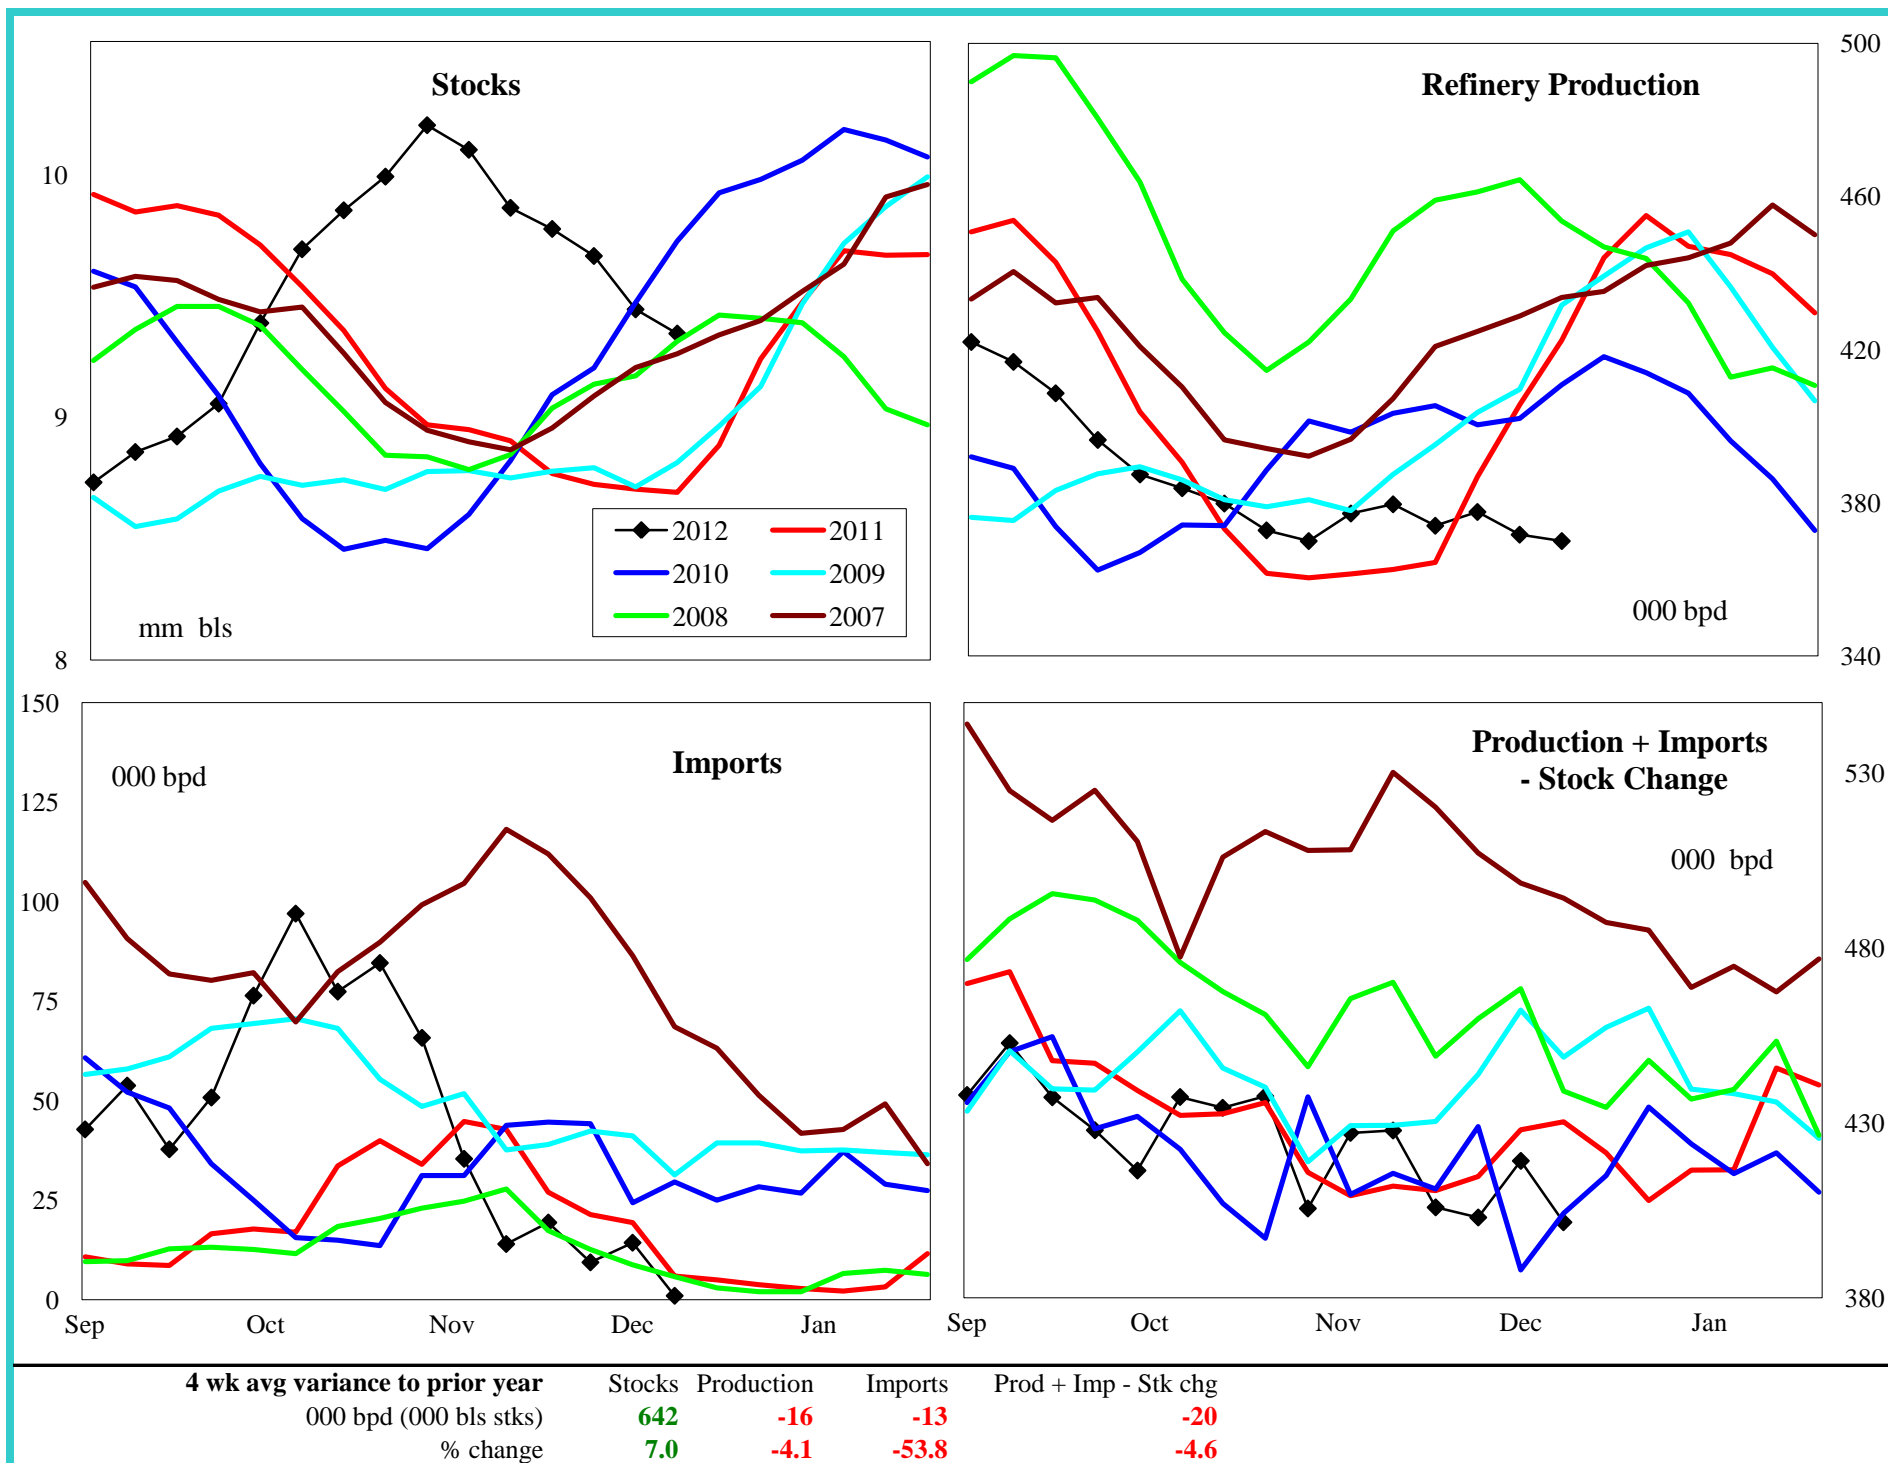 Stocks
10
9
8
mm bls
2012
2011
2010
2009
2008
2007
Refinery Production
500
460
420
380
340
000 bpd
150
125
100
75
50
25
0
000 bpd
Imports
Sep Oct Nov Dec Jan
Production + Imports
- Stock Change
530
480
430
380
000 bpd
Sep Oct Nov Dec Jan
4 wk avg variance to prior year Stocks Production Imports Prod + Imp - Stk chg
000 bpd (000 bls stks) 642 -16 -13 -20
% change 7.0 -4.1 -53.8 -4.6